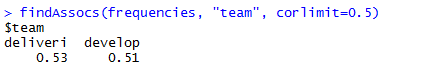 > findAssocs(frequencies, "team", corlimit=0.5)
$team
deliveri  develop
    0.53     0.51